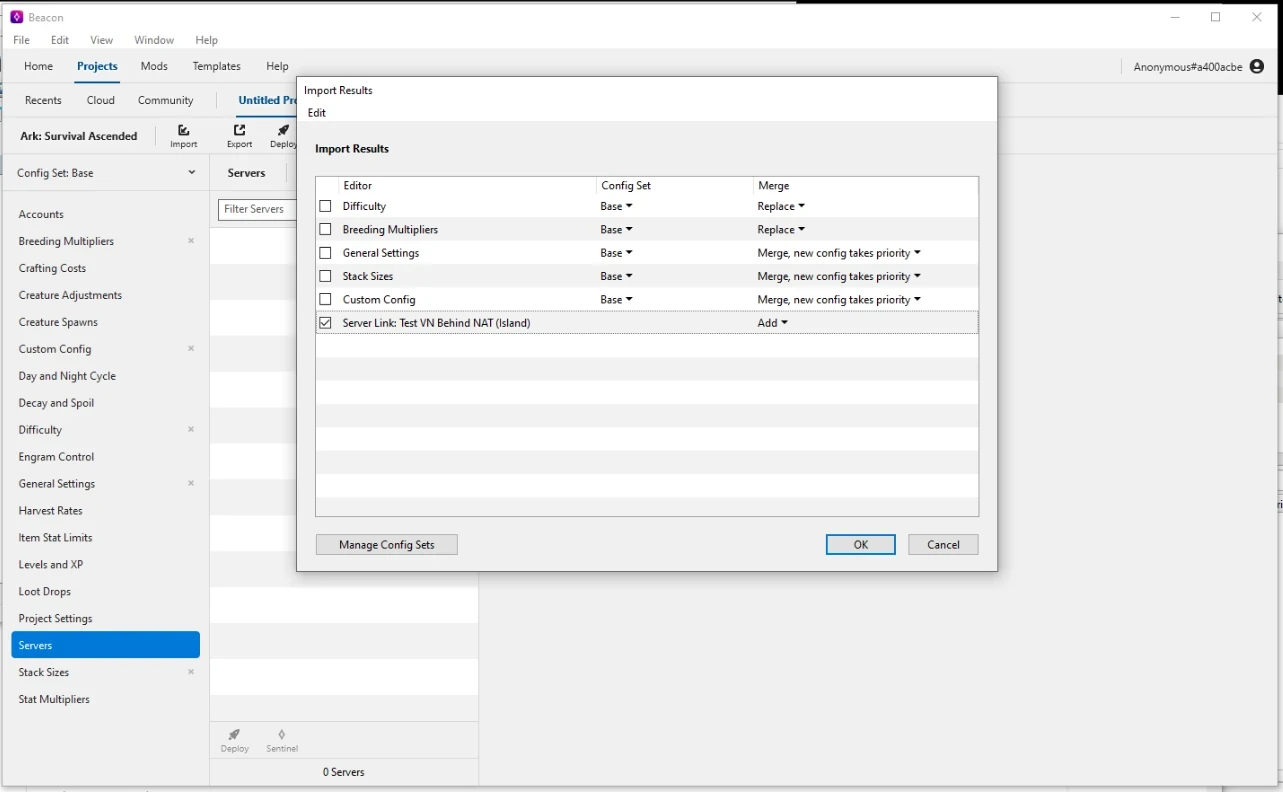 Beacon
File Edit View Window Help
Home Projects Mods Templates Help Anonymous#a400acbe
Recents Cloud Community Untitled Pr
Ark: Survival Ascended Import Export Deploy
Config Set: Base Servers
Filter Servers
Accounts
Breeding Multipliers ×
Crafting Costs
Creature Adjustments
Creature Spawns
Custom Config ×
Day and Night Cycle
Decay and Spoil
Difficulty ×
Engram Control
General Settings ×
Harvest Rates
Item Stat Limits
Levels and XP
Loot Drops
Project Settings
Servers
Stack Sizes ×
Stat Multipliers
Deploy Sentinel
0 Servers
Import Results
Edit
Import Results
Editor Config Set Merge
Difficulty Base Replace
Breeding Multipliers Base Replace
General Settings Base Merge, new config takes priority
Stack Sizes Base Merge, new config takes priority
Custom Config Base Merge, new config takes priority
Server Link: Test VN Behind NAT (Island) Add
Manage Config Sets OK Cancel